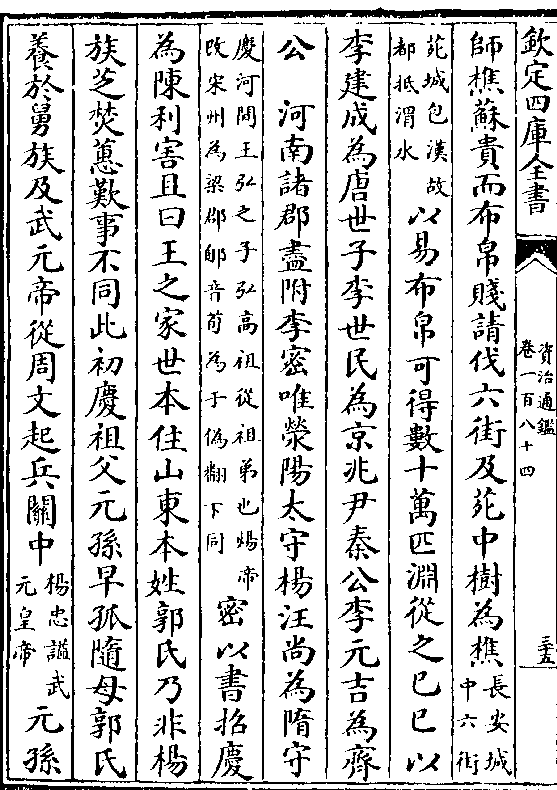 欽定四庫全書
資治通鑑
卷一百八十四
三十五
師樵蘇貴而布帛賤請伐六街及苑中樹為樵長安城中六街
苑城包漢故都抵渭水以易布帛可得數十萬匹淵從之己巳以
李建成為唐世子李世民為京兆尹秦公李元吉為齊
公　河南諸郡盡附李密唯滎陽太守楊汪尚為隋守
慶河間王弘之子弘高祖從祖弟也煬帝改宋州為梁郡郇音荀為于偽翻下同密以書招慶
為陳利害且曰王之家世本住山東本姓郭氏乃非楊
族芝焚蕙歎事不同此初慶祖父元孫早孤隨母郭氏
養於舅族及武元帝從周文起兵關中楊忠諡武元皇帝元孫